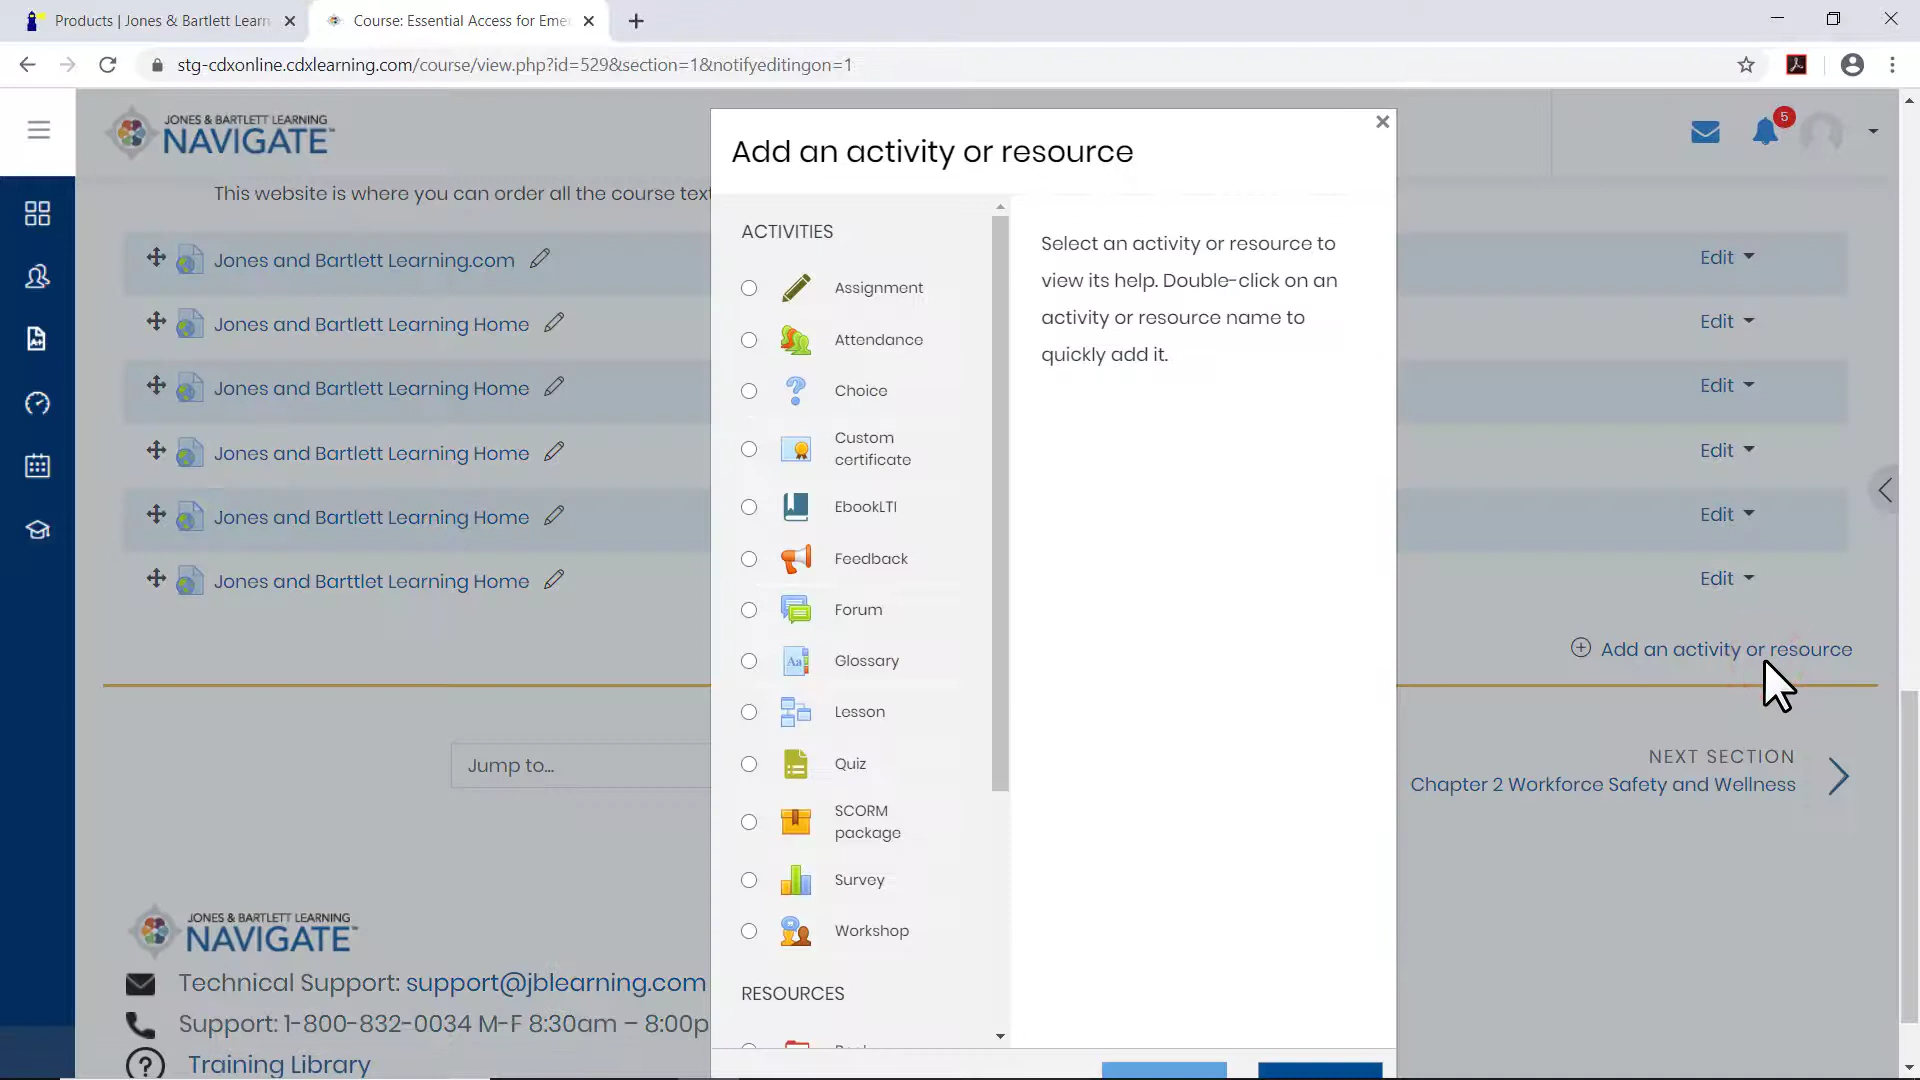 Products | Jones & Bartlett Learn
Course: Essential Access for Eme
stg-cdxonline.cdxlearning.com/course/view.php?id=529&section=1&notifyeditingon=1
JONES & BARTLETT LEARNING
NAVIGATE
5
This website is where you can order all the course text
Jones and Bartlett Learning.com
Edit
Jones and Bartlett Learning Home
Edit
Jones and Bartlett Learning Home
Edit
Jones and Bartlett Learning Home
Edit
Jones and Bartlett Learning Home
Edit
Jones and Barttlet Learning Home
Edit
Add an activity or resource
Jump to...
NEXT SECTION
Chapter 2 Workforce Safety and Wellness
Add an activity or resource
ACTIVITIES
Assignment
Attendance
Choice
Custom
certificate
EbookLTI
Feedback
Forum
Glossary
Lesson
Quiz
SCORM
package
Survey
Workshop
RESOURCES
Select an activity or resource to
view its help. Double-click on an
activity or resource name to
quickly add it.
JONES & BARTLETT LEARNING
NAVIGATE
Technical Support: support@jblearning.com
Support: 1-800-832-0034 M-F 8:30am – 8:00p
Training Library